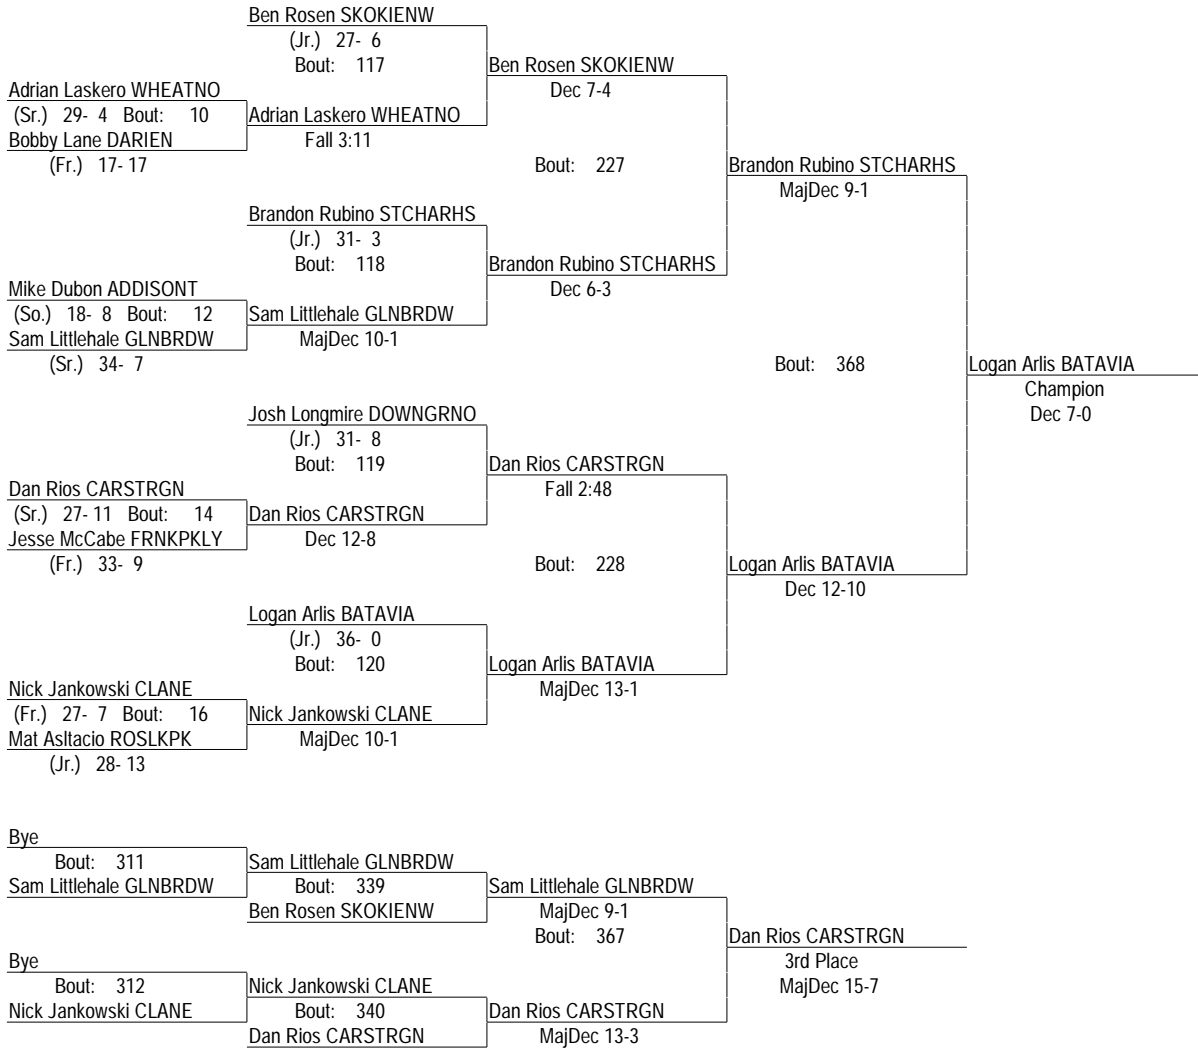 Ben Rosen SKOKIENW
(Jr.) 27- 6
Bout: 117
Ben Rosen SKOKIENW
Dec 7-4
Adrian Laskero WHEATNO
(Sr.) 29- 4 Bout: 10
Adrian Laskero WHEATNO
Fall 3:11
Bobby Lane DARIEN
(Fr.) 17- 17
Bout: 227
Brandon Rubino STCHARHS
MajDec 9-1
Brandon Rubino STCHARHS
(Jr.) 31- 3
Bout: 118
Brandon Rubino STCHARHS
Dec 6-3
Mike Dubon ADDISONT
(So.) 18- 8 Bout: 12
Sam Littlehale GLNBRDW
MajDec 10-1
Sam Littlehale GLNBRDW
(Sr.) 34- 7
Bout: 368
Logan Arlis BATAVIA
Champion
Dec 7-0
Josh Longmire DOWNGRNO
(Jr.) 31- 8
Bout: 119
Dan Rios CARSTRGN
Fall 2:48
Dan Rios CARSTRGN
(Sr.) 27- 11 Bout: 14
Dan Rios CARSTRGN
Dec 12-8
Jesse McCabe FRNKPKLY
(Fr.) 33- 9
Bout: 228
Logan Arlis BATAVIA
Dec 12-10
Logan Arlis BATAVIA
(Jr.) 36- 0
Bout: 120
Logan Arlis BATAVIA
MajDec 13-1
Nick Jankowski CLANE
(Fr.) 27- 7 Bout: 16
Nick Jankowski CLANE
MajDec 10-1
Mat Asltacio ROSLKPK
(Jr.) 28- 13
Bye
Bout: 311
Sam Littlehale GLNBRDW
Sam Littlehale GLNBRDW
Bout: 339
Ben Rosen SKOKIENW
Sam Littlehale GLNBRDW
MajDec 9-1
Bout: 367
Dan Rios CARSTRGN
3rd Place
MajDec 15-7
Bye
Bout: 312
Nick Jankowski CLANE
Nick Jankowski CLANE
Bout: 340
Dan Rios CARSTRGN
Dan Rios CARSTRGN
MajDec 13-3